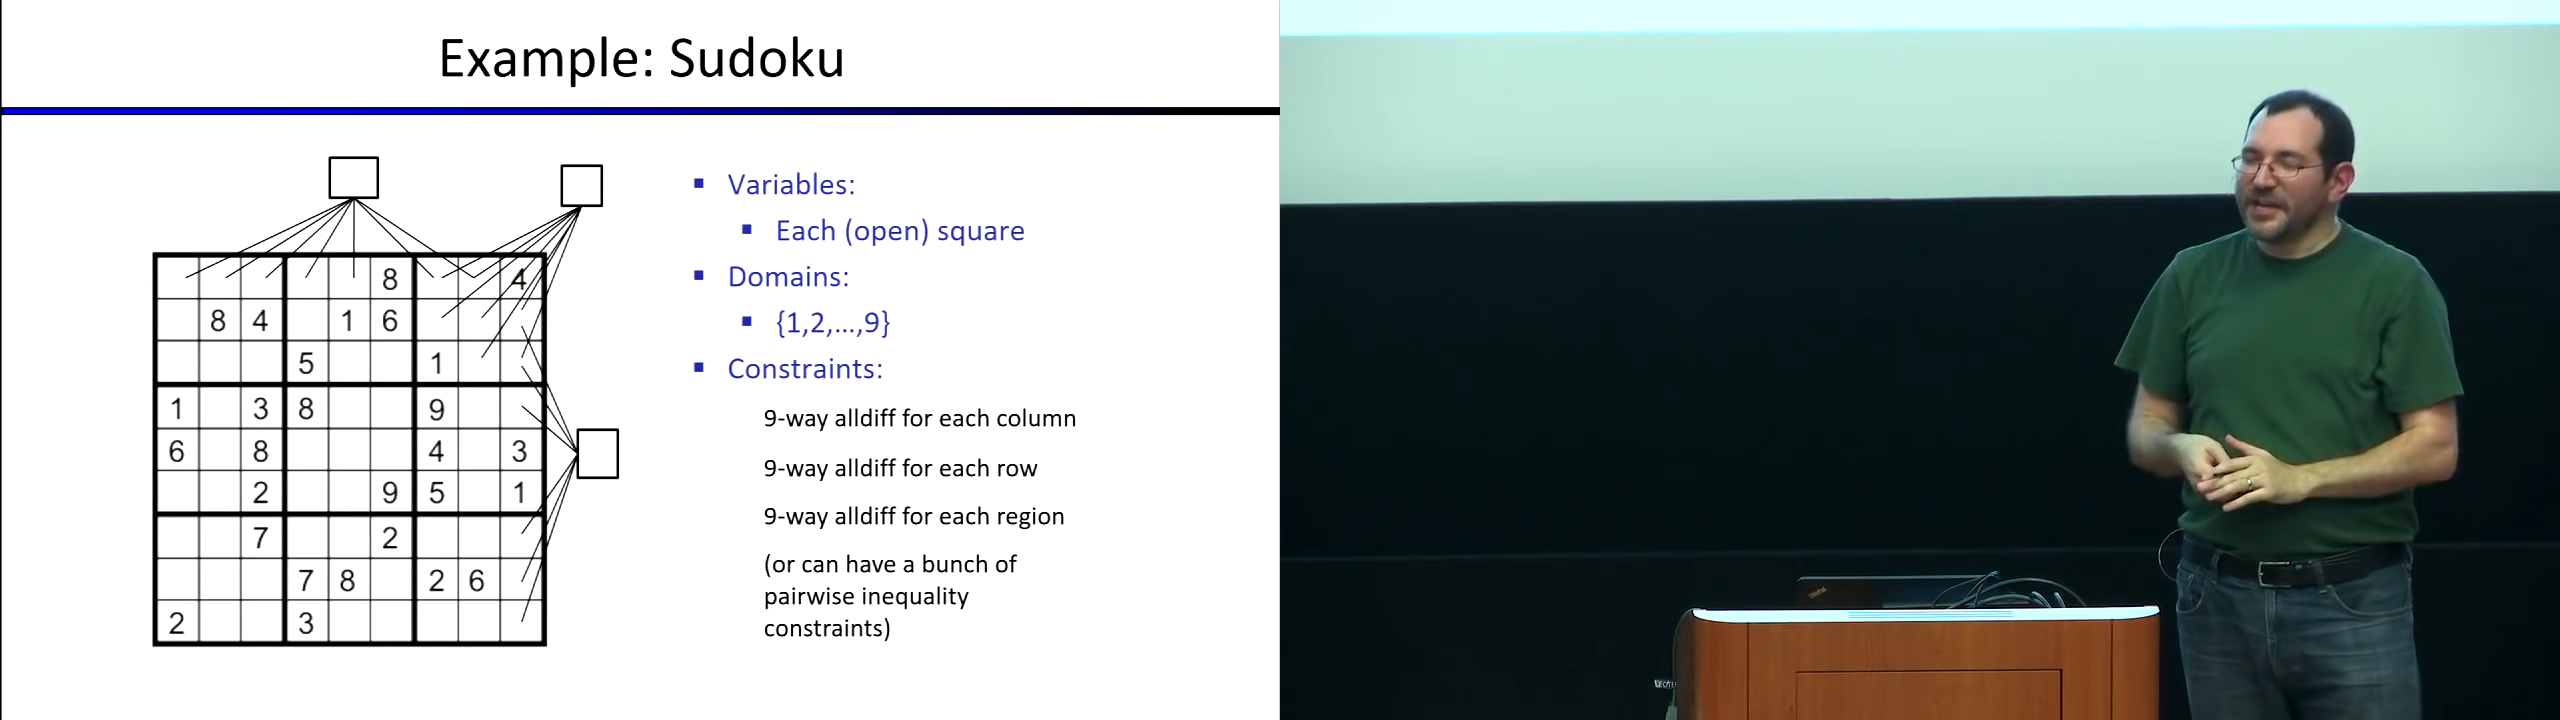 Example: Sudoku
8 4
8 4 1 6
5 1
1 3 8 9
6 8 4 3
2 9 5 1
7 2
7 8 2 6
2 3
Variables:
Each (open) square
Domains:
{1,2,...,9}
Constraints:
9-way alldiff for each column
9-way alldiff for each row
9-way alldiff for each region
(or can have a bunch of
pairwise inequality
constraints)